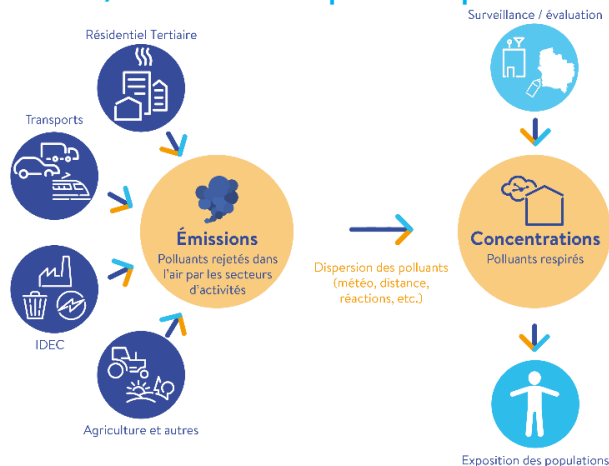 Résidentiel Tertiaire
Transports
IDEC
Agriculture et autres
Émissions
Polluants rejetés dans
l'air par les secteurs
d'activités
Dispersion des polluants
(météo, distance,
réactions, etc.)
Surveillance / évaluation
Concentrations
Polluants respirés
Exposition des populations